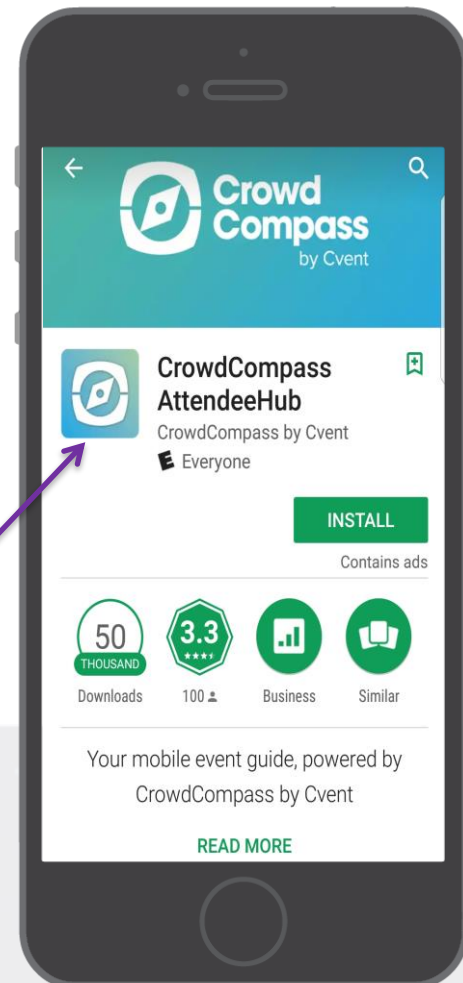 Crowd
Compass
by Cvent
CrowdCompass
AttendeeHub
CrowdCompass by Cvent
E Everyone
INSTALL
Contains ads
50
THOUSAND
3.3
Downloads
100
Business
Similar
Your mobile event guide, powered by
CrowdCompass by Cvent
READ MORE